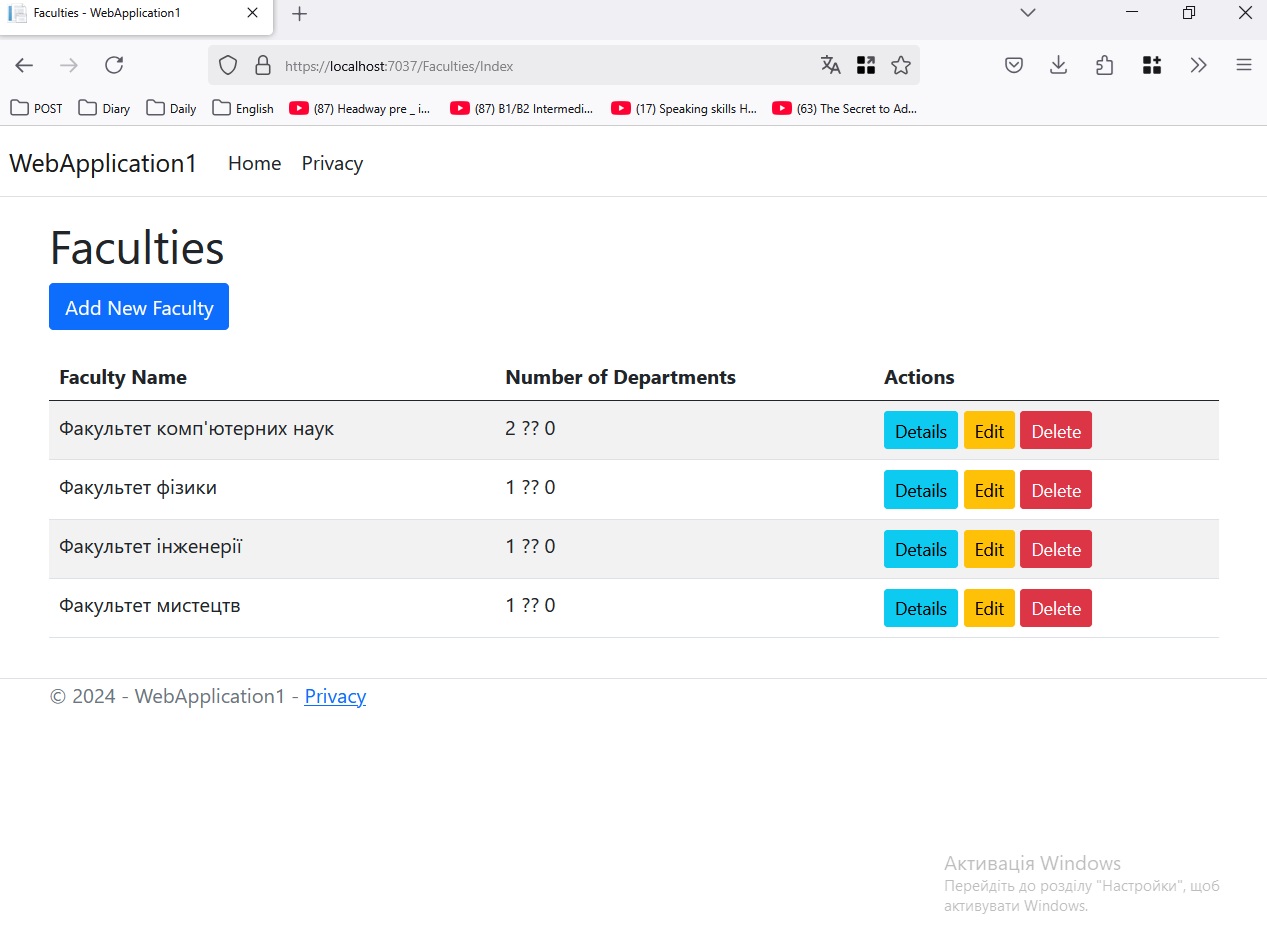 Faculties - WebApplication1
https://localhost:7037/Faculties/Index
POST Diary Daily English (87) Headway pre _ i... (87) B1/B2 Intermedi... (17) Speaking skills H... (63) The Secret to Ad...
WebApplication1 Home Privacy
Faculties
Add New Faculty
Faculty Name Number of Departments Actions
Факультет комп'ютерних наук 2 ?? 0 Details Edit Delete
Факультет фізики 1 ?? 0 Details Edit Delete
Факультет інженерії 1 ?? 0 Details Edit Delete
Факультет мистецтв 1 ?? 0 Details Edit Delete
© 2024 - WebApplication1 - Privacy
Активація Windows
Перейдіть до розділу "Настройки", щоб
активувати Windows.